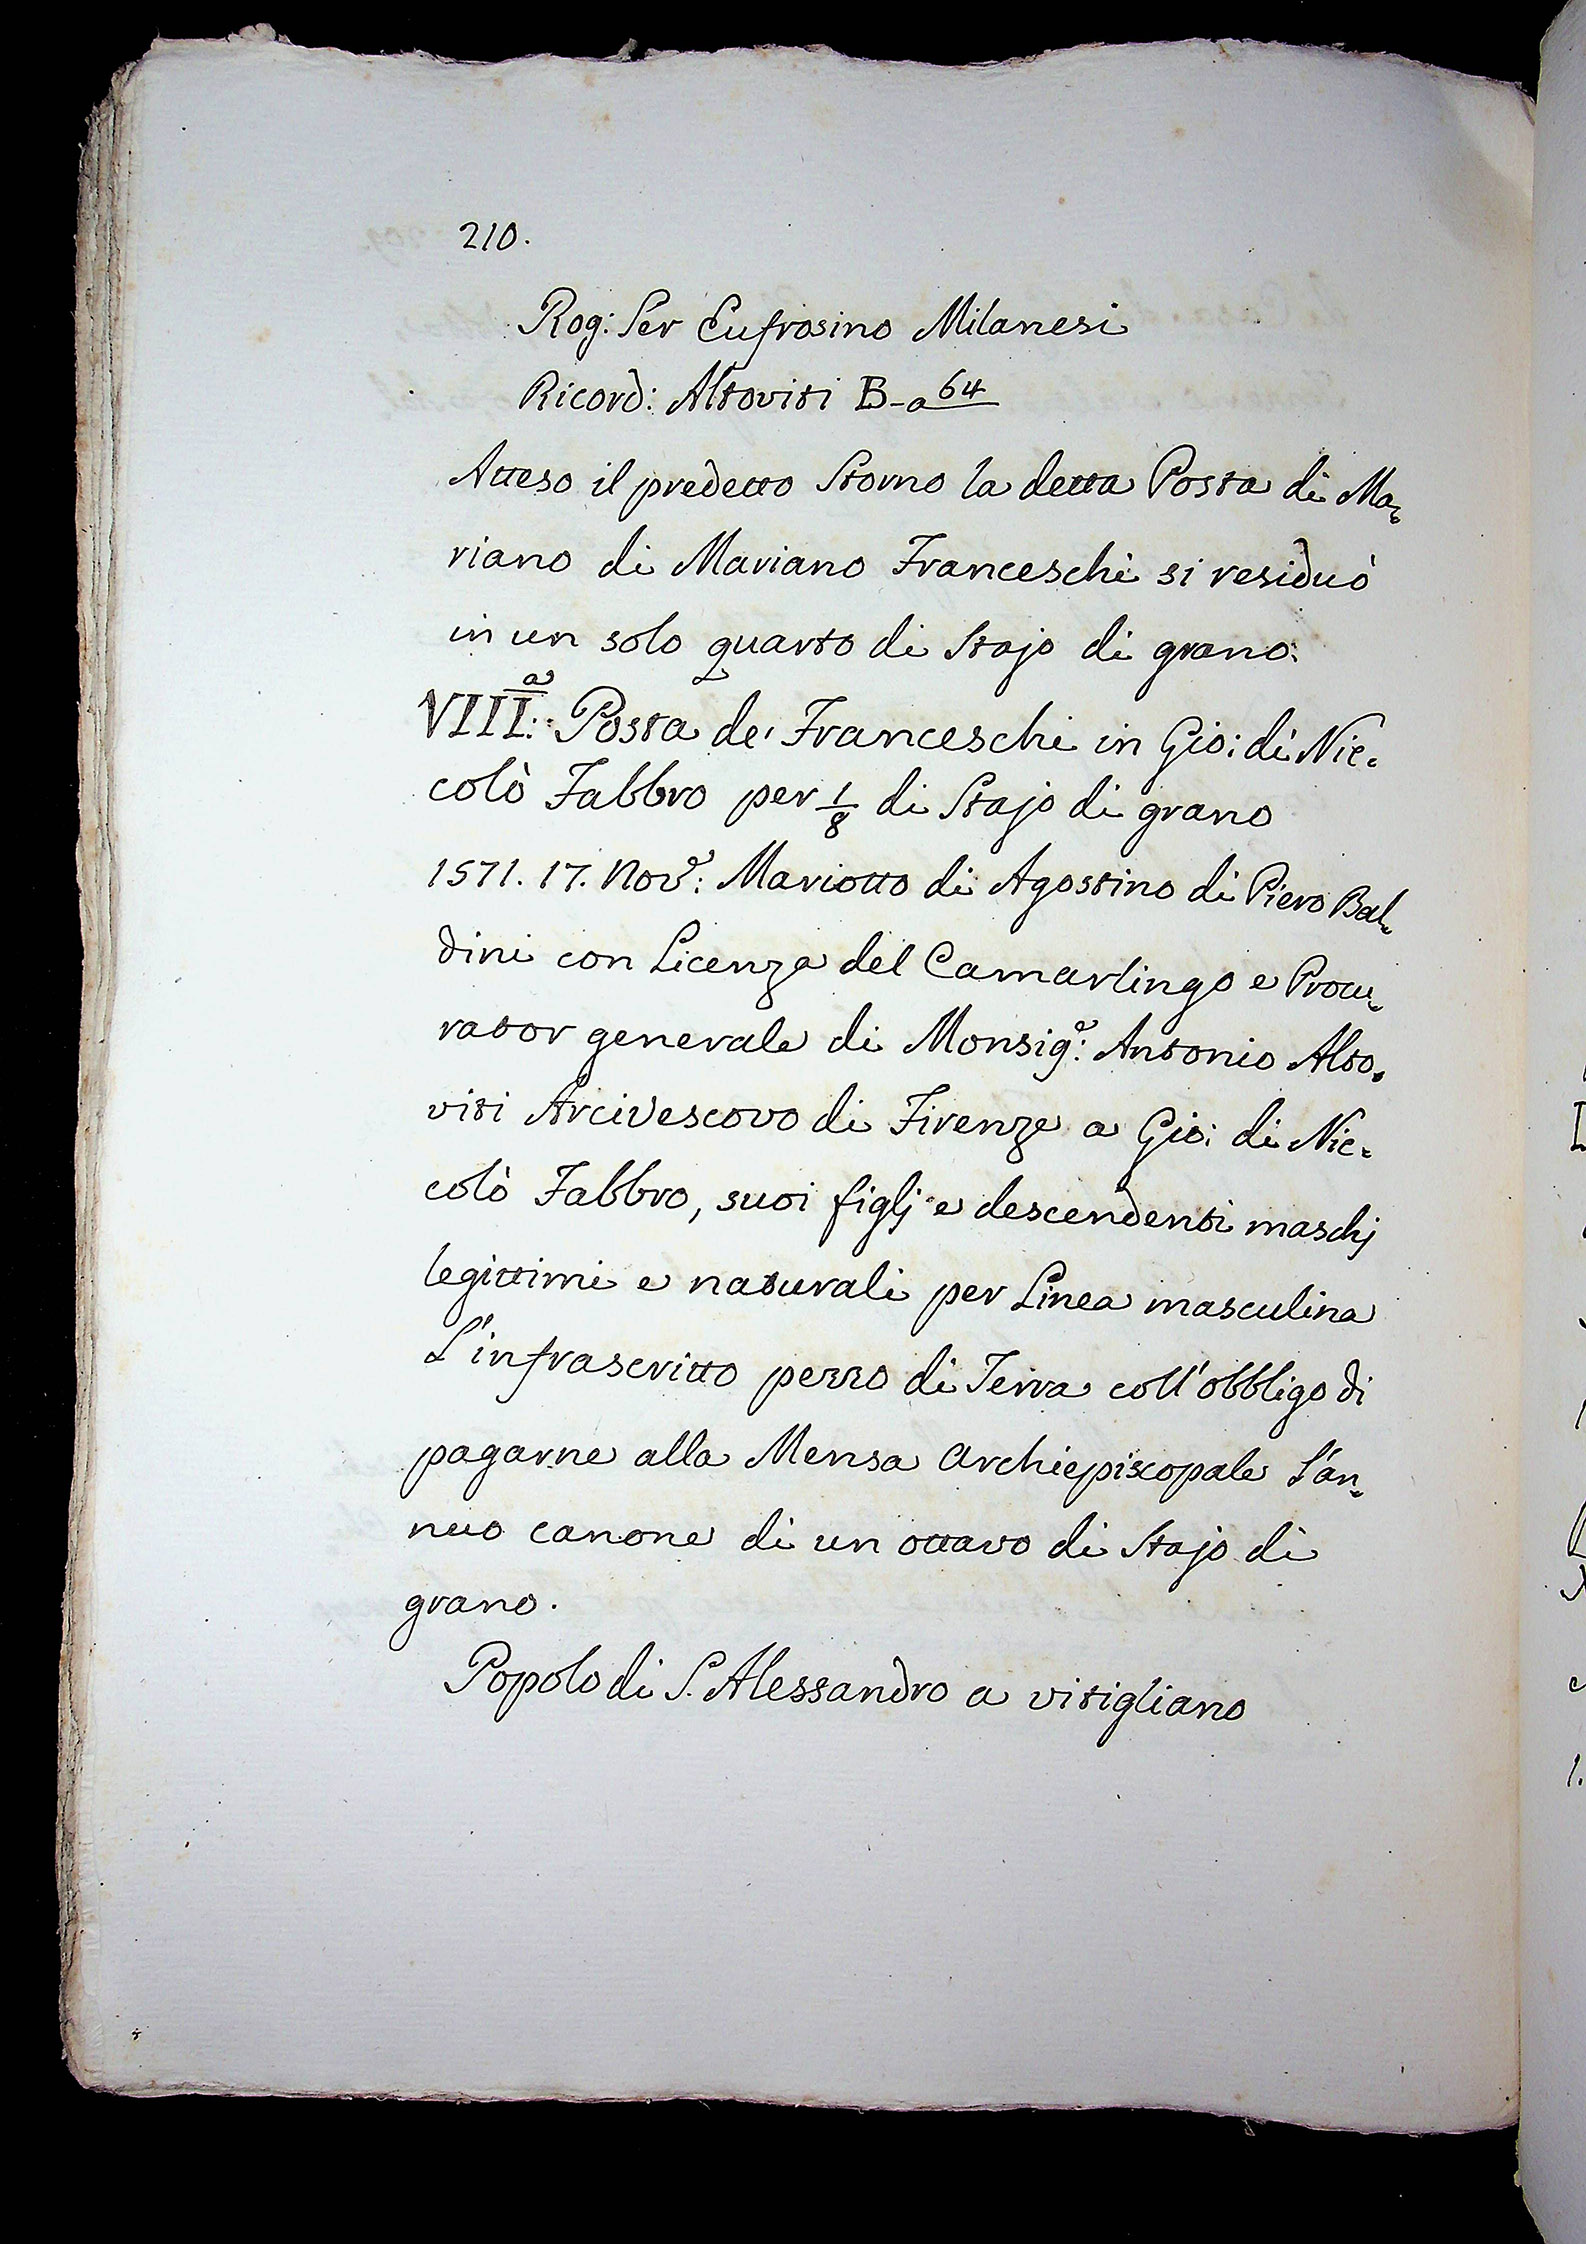 210.
Rog: Ser Eufrosino Milanesi
Ricord: Altoviti B-a 64
Atteso il predetto Storno la detta Posta di Ma=
riano di Mariano Franceschi si residuò
in un solo quarto di Stajo di grano.
VIII.ª: Posta de' Franceschi in Gio: di Nic=
colò Fabbro per 1/8 di Stajo di grano
1571. 17. Nov.e: Mariotto di Agostino di Piero Bal=
dini con Licenza del Camarlingo e Procu=
rator generale di Monsig.e: Antonio Alto=
viti Arcivescovo di Firenze a Gio: di Nic=
colò Fabbro, suoi figlj e descendenti maschj
legittimi e naturali per Linea masculina
L'infrascritto pezzo di Terra coll'obbligo di
pagarne alla Mensa Archiepiscopale l'an=
nuo canone di un ottavo di Stajo di
grano.
Popolo di S. Alessandro a vitigliano